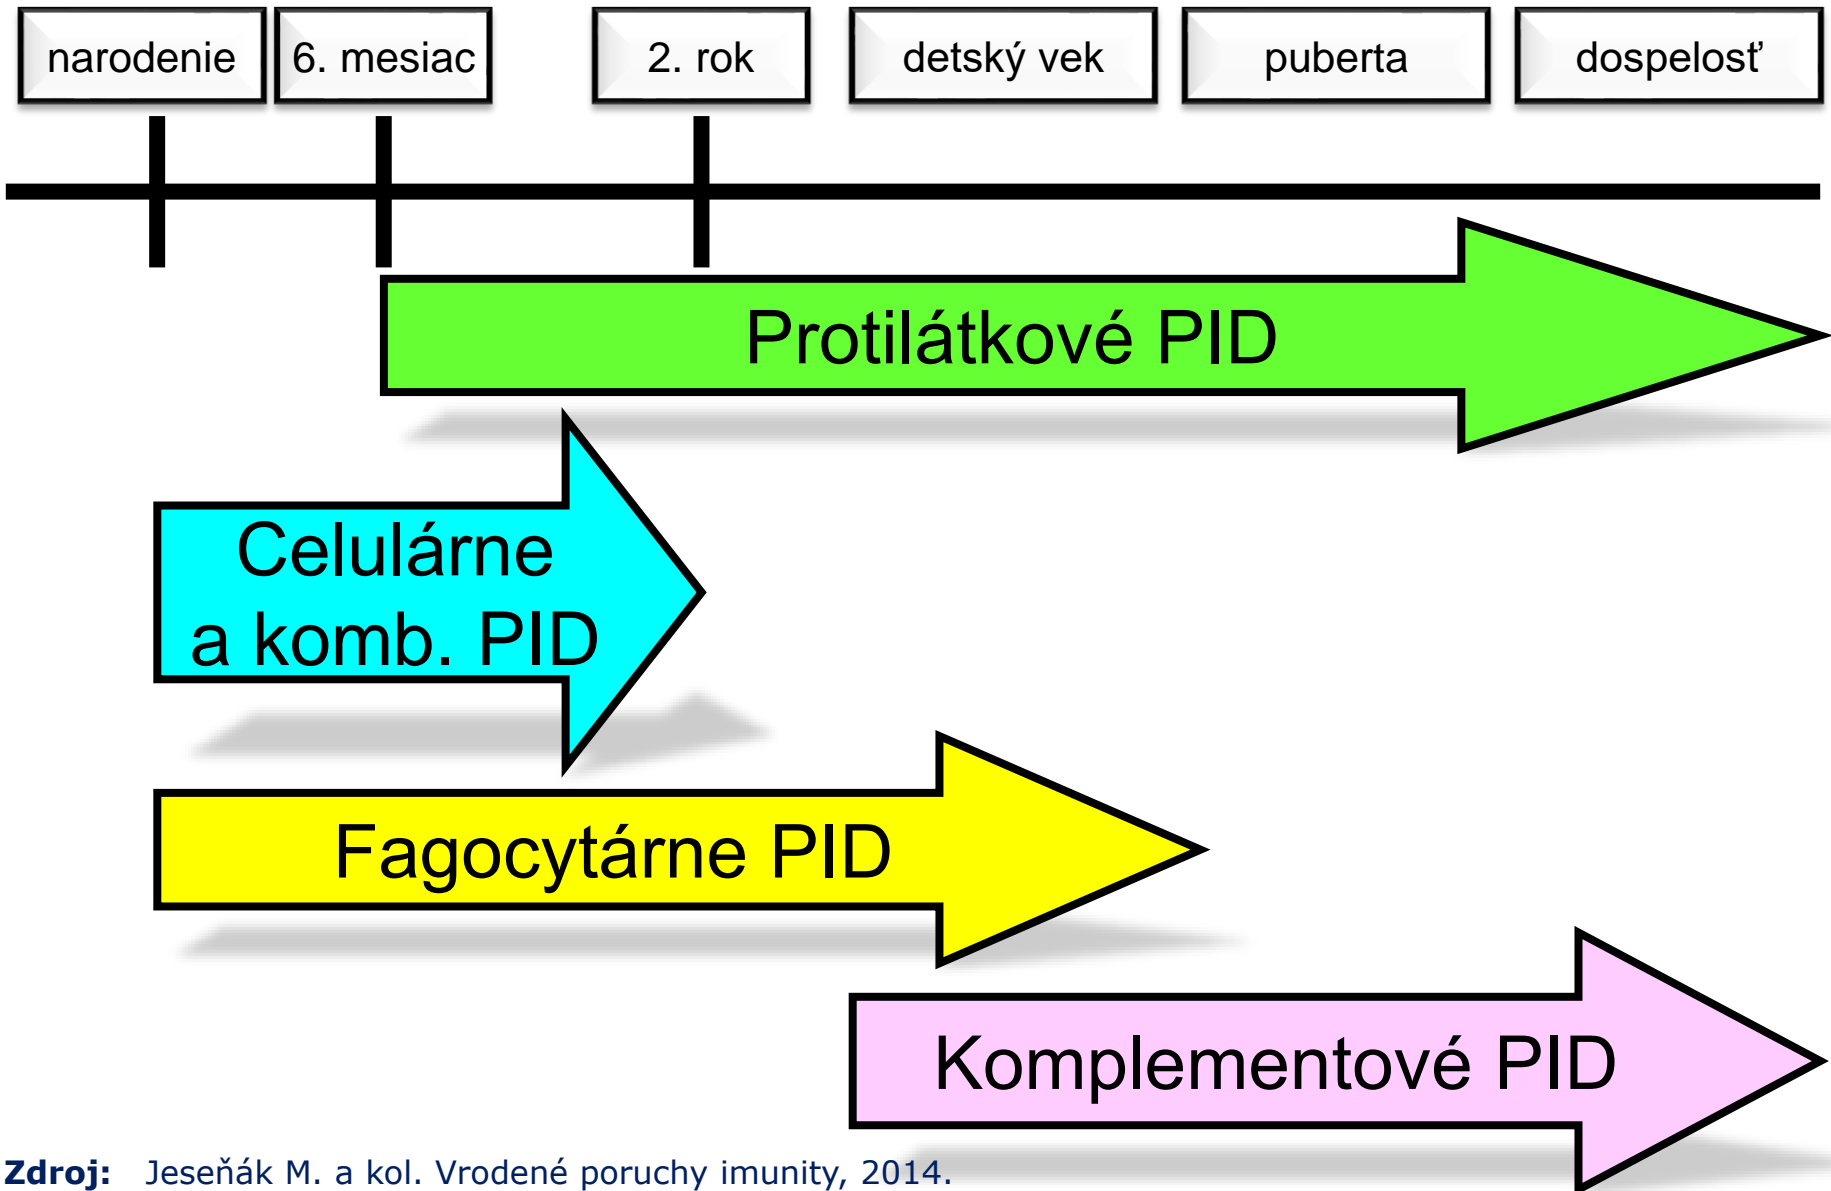 narodenie
6. mesiac
2. rok
detský vek
puberta
dospelosť
Protilátkové PID
Celulárne
a komb. PID
Fagocytárne PID
Komplementové PID
Zdroj: Jeseňák M. a kol. Vrodené poruchy imunity, 2014.